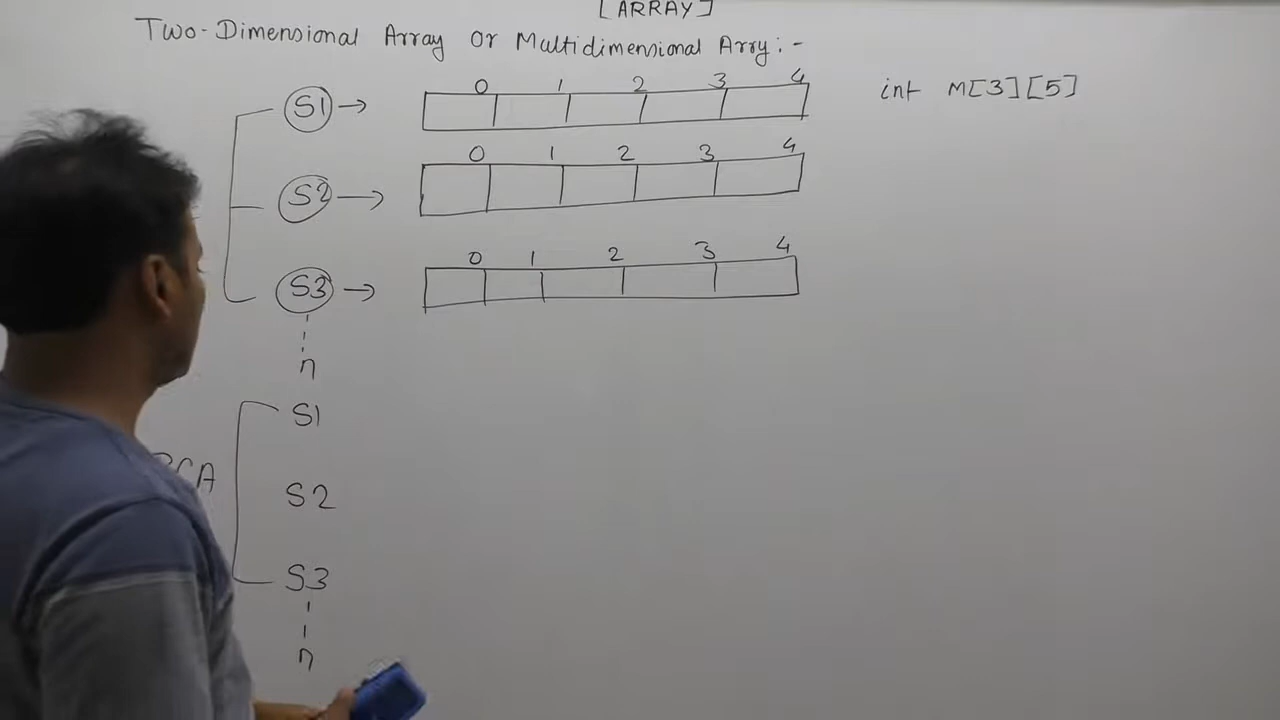 [ARRAY]
Two-Dimensional Array Or Multidimensional Arry:-
int M[3][5]
S1 → 0 1 2 3 4
S2 → 0 1 2 3 4
S3 → 0 1 2 3 4
n
S1
S2
S3
n